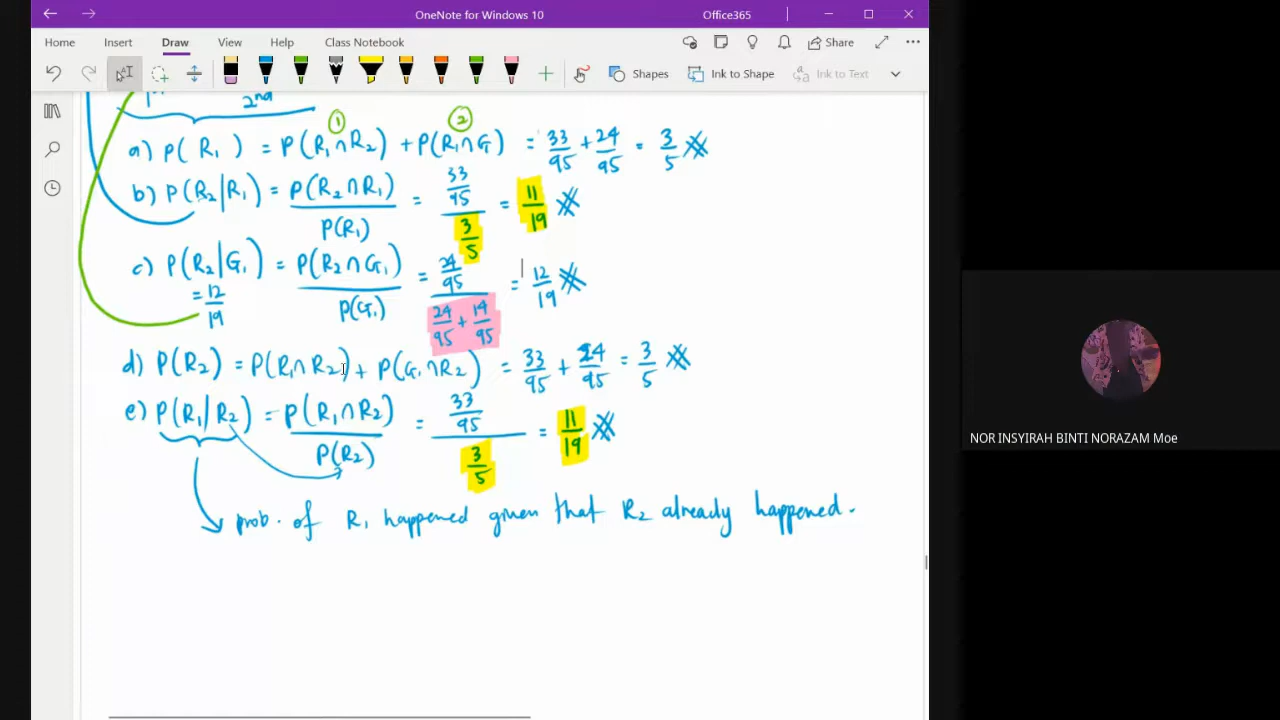 OneNote for Windows 10
Office365
Home Insert Draw View Help Class Notebook
Share
Shapes
Ink to Shape
Ink to Text
1st
2nd
① ②
a) P( R₁ ) = P(R₁∩R₂) + P(R₁∩G) = 33/95 + 24/95 = 3/5
b) P(R₂|R₁) = P(R₂∩R₁)/P(R₁) = 33/95 / 3/5 = 11/19
c) P(R₂|G₁) = P(R₂∩G₁)/P(G₁) = 24/95 / 24/95 + 14/95 = 12/19
= 12/19
d) P(R₂) = P(R₁∩R₂) + P(G₁∩R₂) = 33/95 + 24/95 = 3/5
e) P(R₁|R₂) = P(R₁∩R₂)/P(R₂) = 33/95 / 3/5 = 11/19
prob. of R₁ happened given that R₂ already happened.
NOR INSYIRAH BINTI NORAZAM Moe